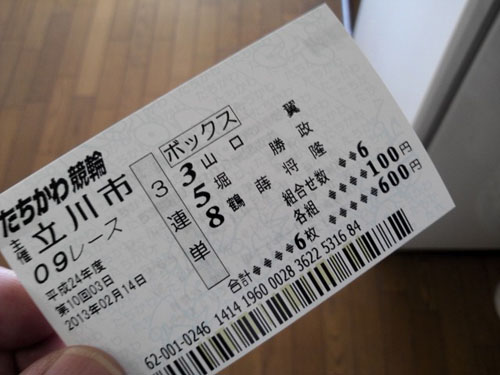 たちかわ競輪
主催 立川市
09レース
平成24年度
第10回03日
2013年02月14日
3連単
ボックス
3 山口 翼
5 堀 勝政
8 鶴蒔将隆
組合せ数 ◆◆6
各組 ◆◆◆◆100円
合計 ◆◆◆◆6枚 ◆◆◆◆600円
62-001-0246 1414 1960 0028 3622 5316 84